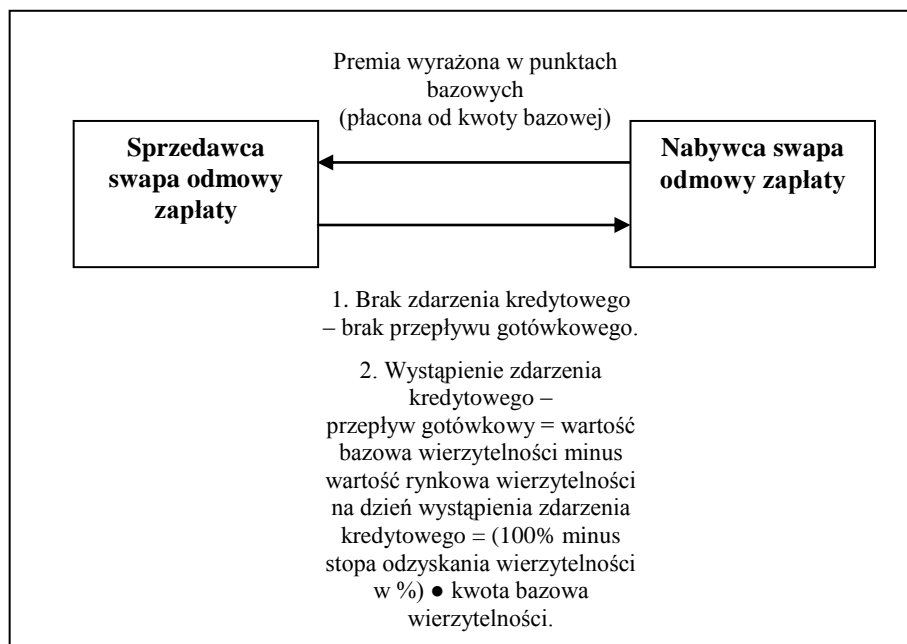 Premia wyrażona w punktach
bazowych
(płacona od kwoty bazowej)
Sprzedawca
swapa odmowy
zapłaty
Nabywca swapa
odmowy zapłaty
1. Brak zdarzenia kredytowego
– brak przepływu gotówkowego.
2. Wystąpienie zdarzenia
kredytowego –
przepływ gotówkowy = wartość
bazowa wierzytelności minus
wartość rynkowa wierzytelności
na dzień wystąpienia zdarzenia
kredytowego = (100% minus
stopa odzyskania wierzytelności
w %) ● kwota bazowa
wierzytelności.